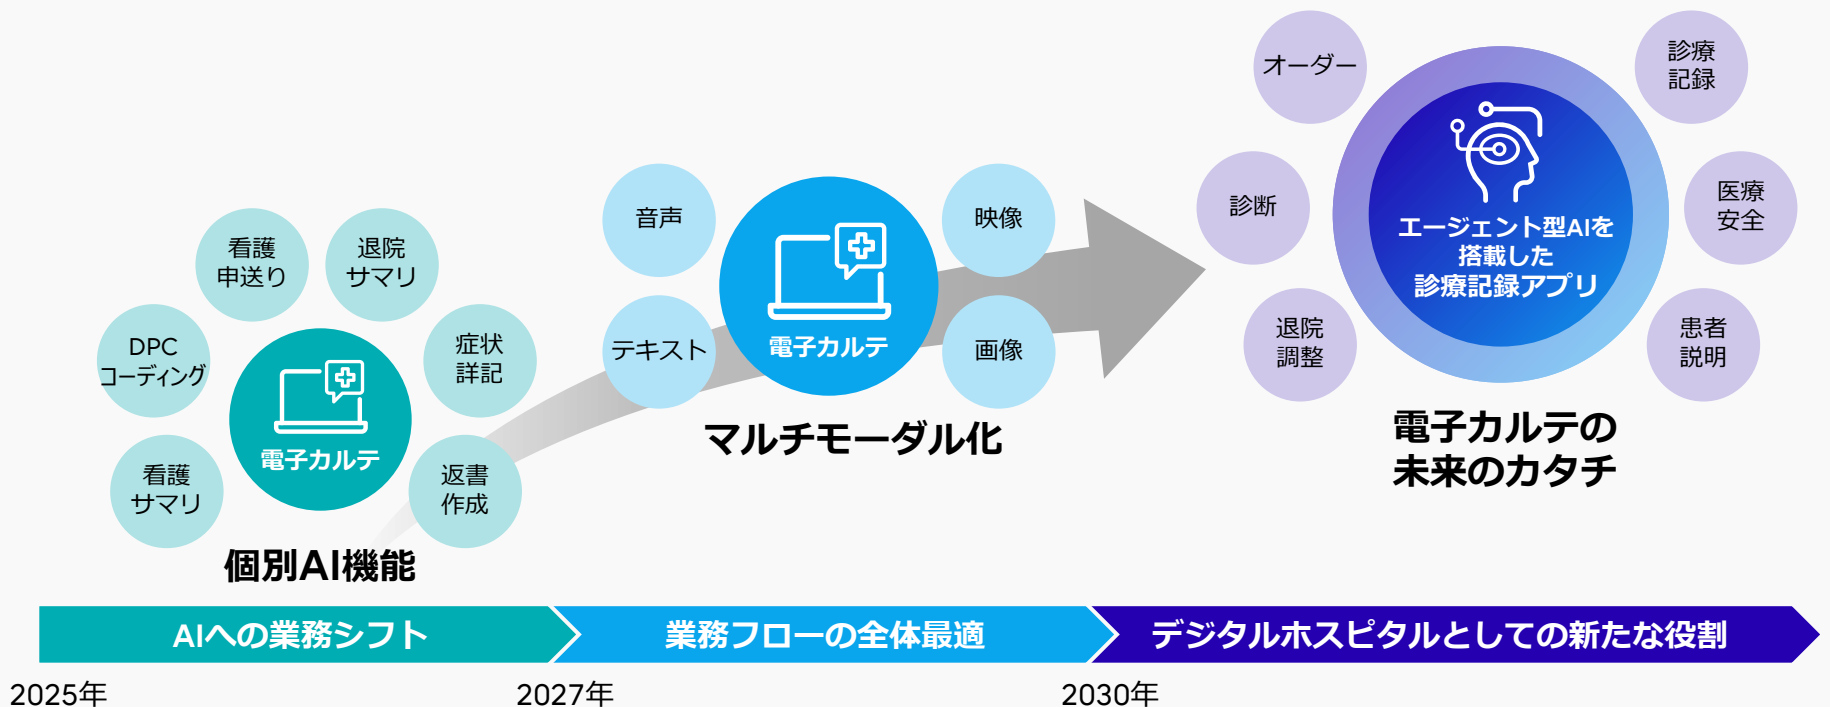 看護
申送り
退院
サマリ
DPC
コーディング
症状
詳記
看護
サマリ
返書
作成
電子カルテ
個別AI機能
音声
映像
テキスト
画像
電子カルテ
マルチモーダル化
オーダー
診療
記録
診断
医療
安全
退院
調整
患者
説明
エージェント型AIを
搭載した
診療記録アプリ
電子カルテの
未来のカタチ
AIへの業務シフト
業務フローの全体最適
デジタルホスピタルとしての新たな役割
2025年
2027年
2030年